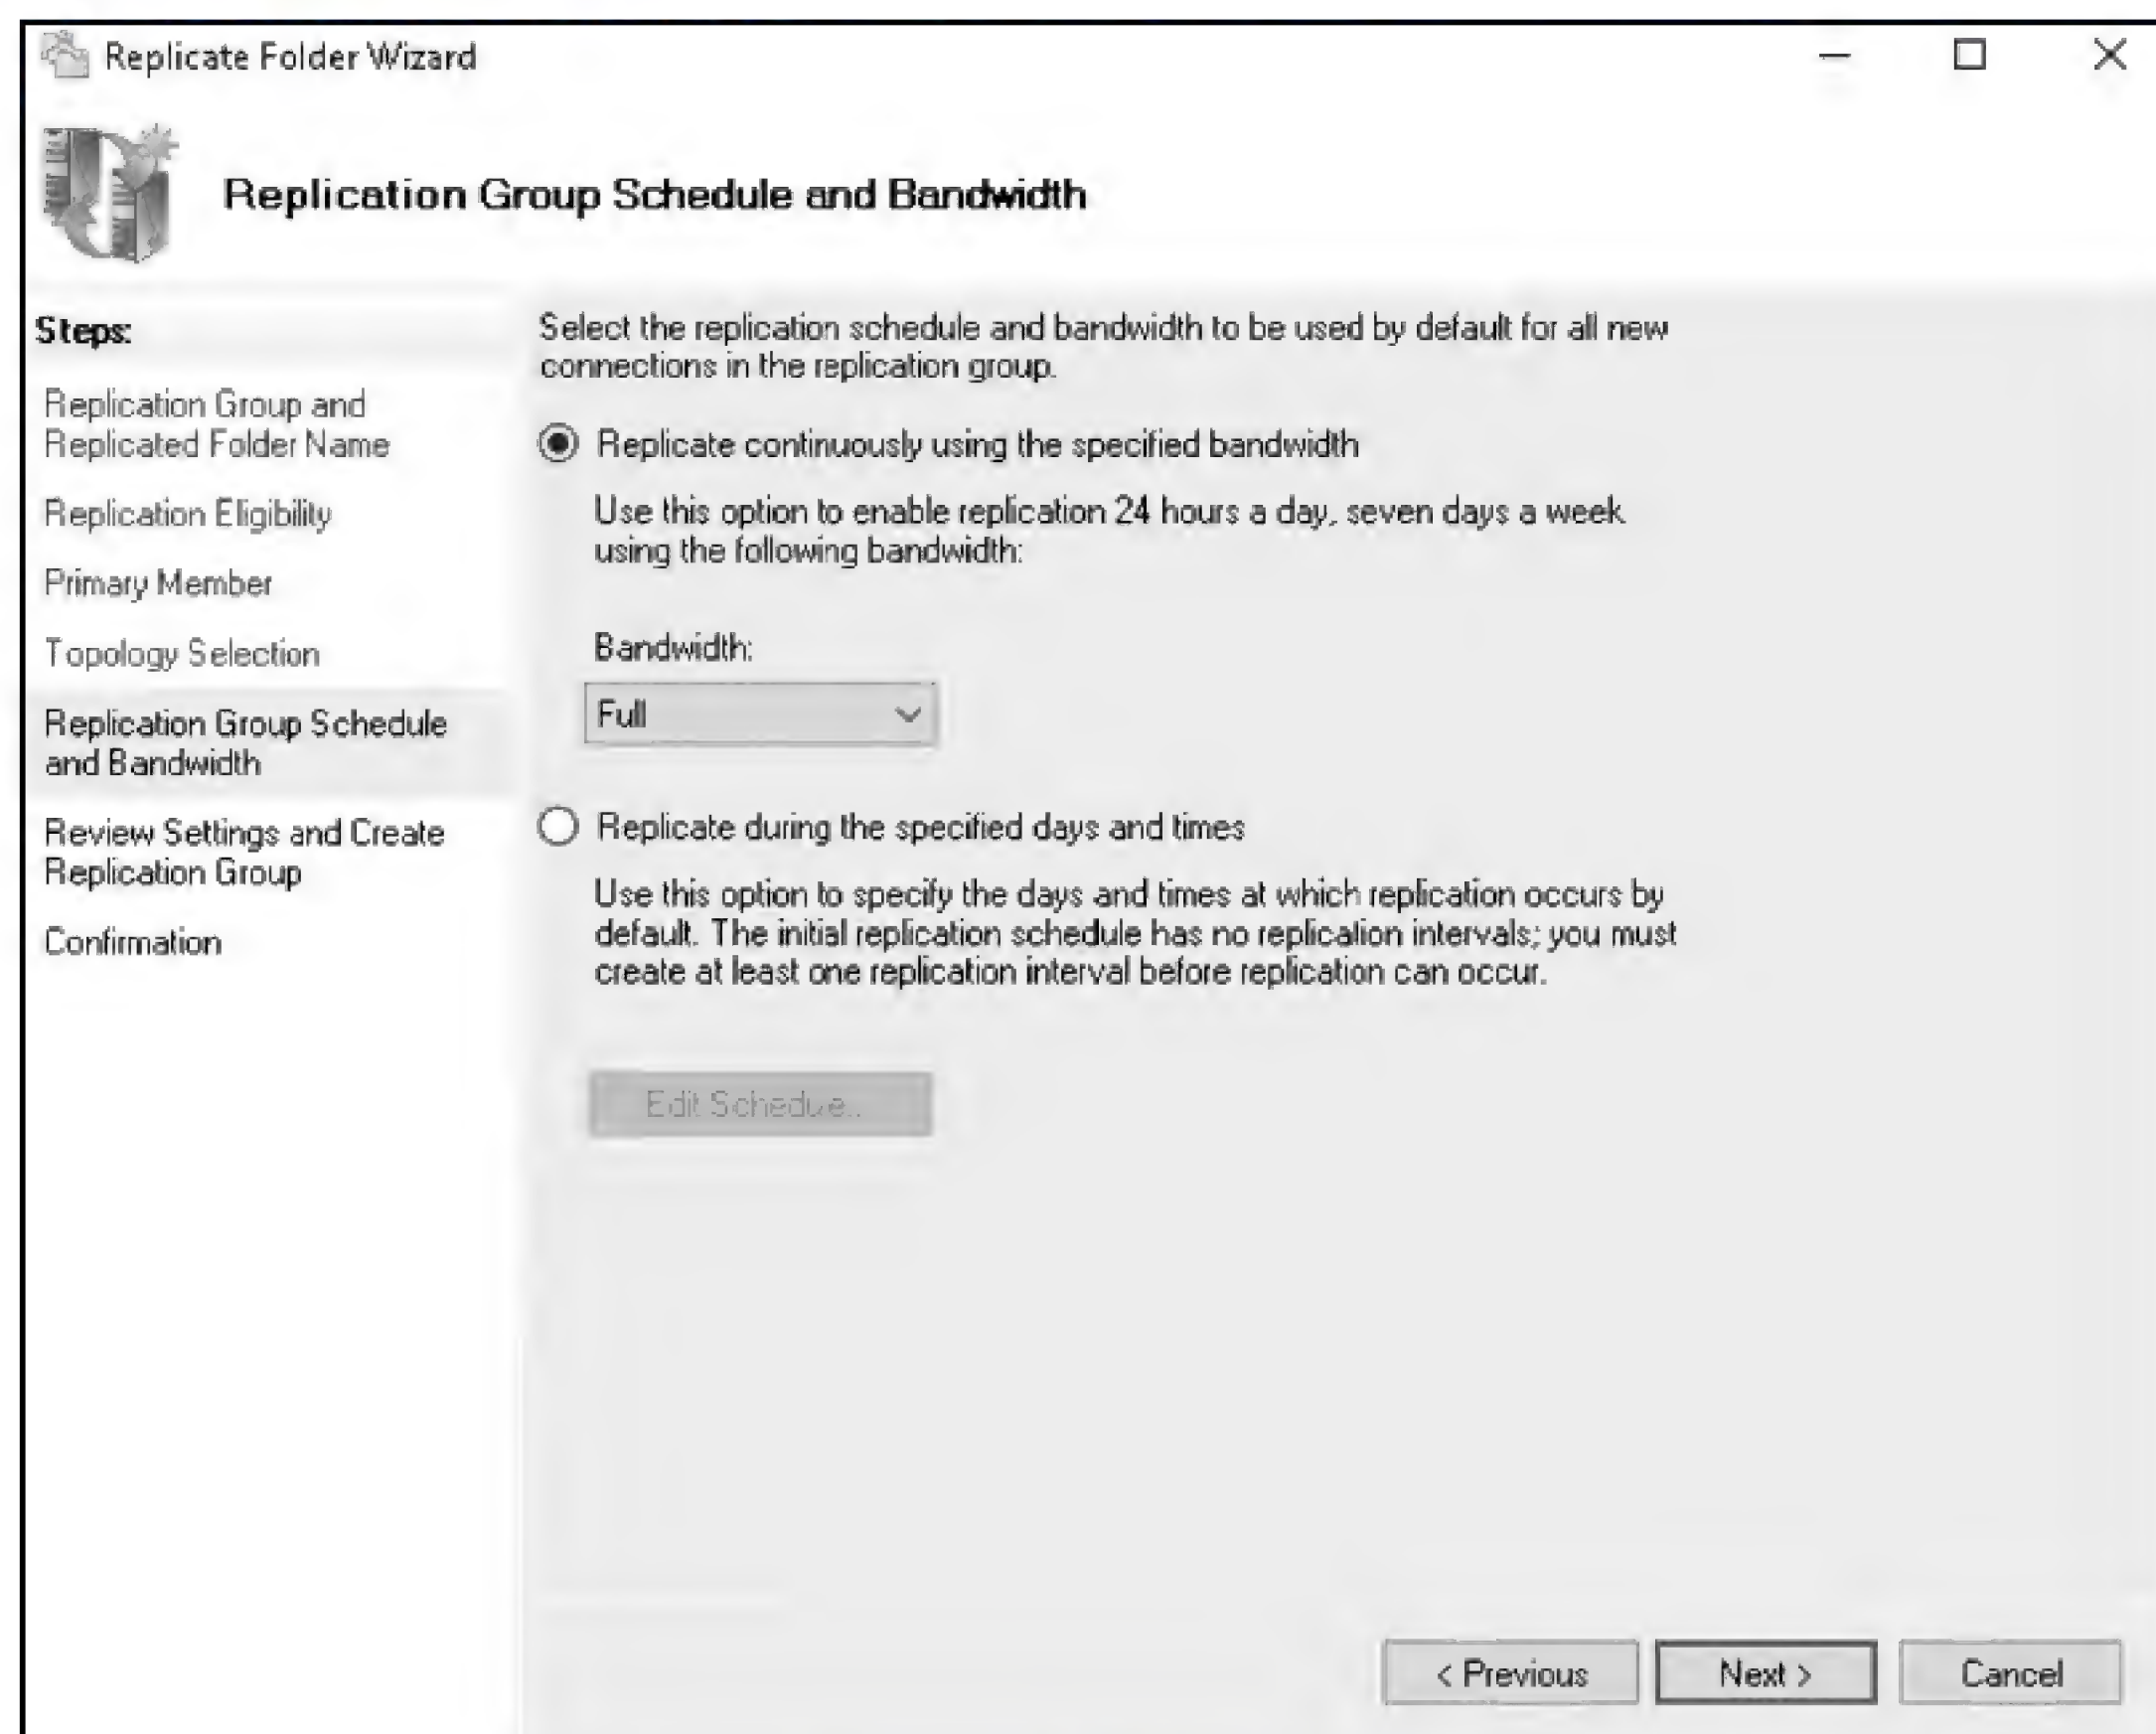 Replicate Folder Wizard
Replication Group Schedule and Bandwidth
Steps:
Replication Group and
Replicated Folder Name
Replication Eligibility
Primary Member
Topology Selection
Replication Group Schedule
and Bandwidth
Review Settings and Create
Replication Group
Confirmation
Select the replication schedule and bandwidth to be used by default for all new
connections in the replication group.
Replicate continuously using the specified bandwidth
Use this option to enable replication 24 hours a day, seven days a week
using the following bandwidth:
Bandwidth:
Full
Replicate during the specified days and times
Use this option to specify the days and times at which replication occurs by
default. The initial replication schedule has no replication intervals; you must
create at least one replication interval before replication can occur.
Edit Schedule...
< Previous
Next >
Cancel